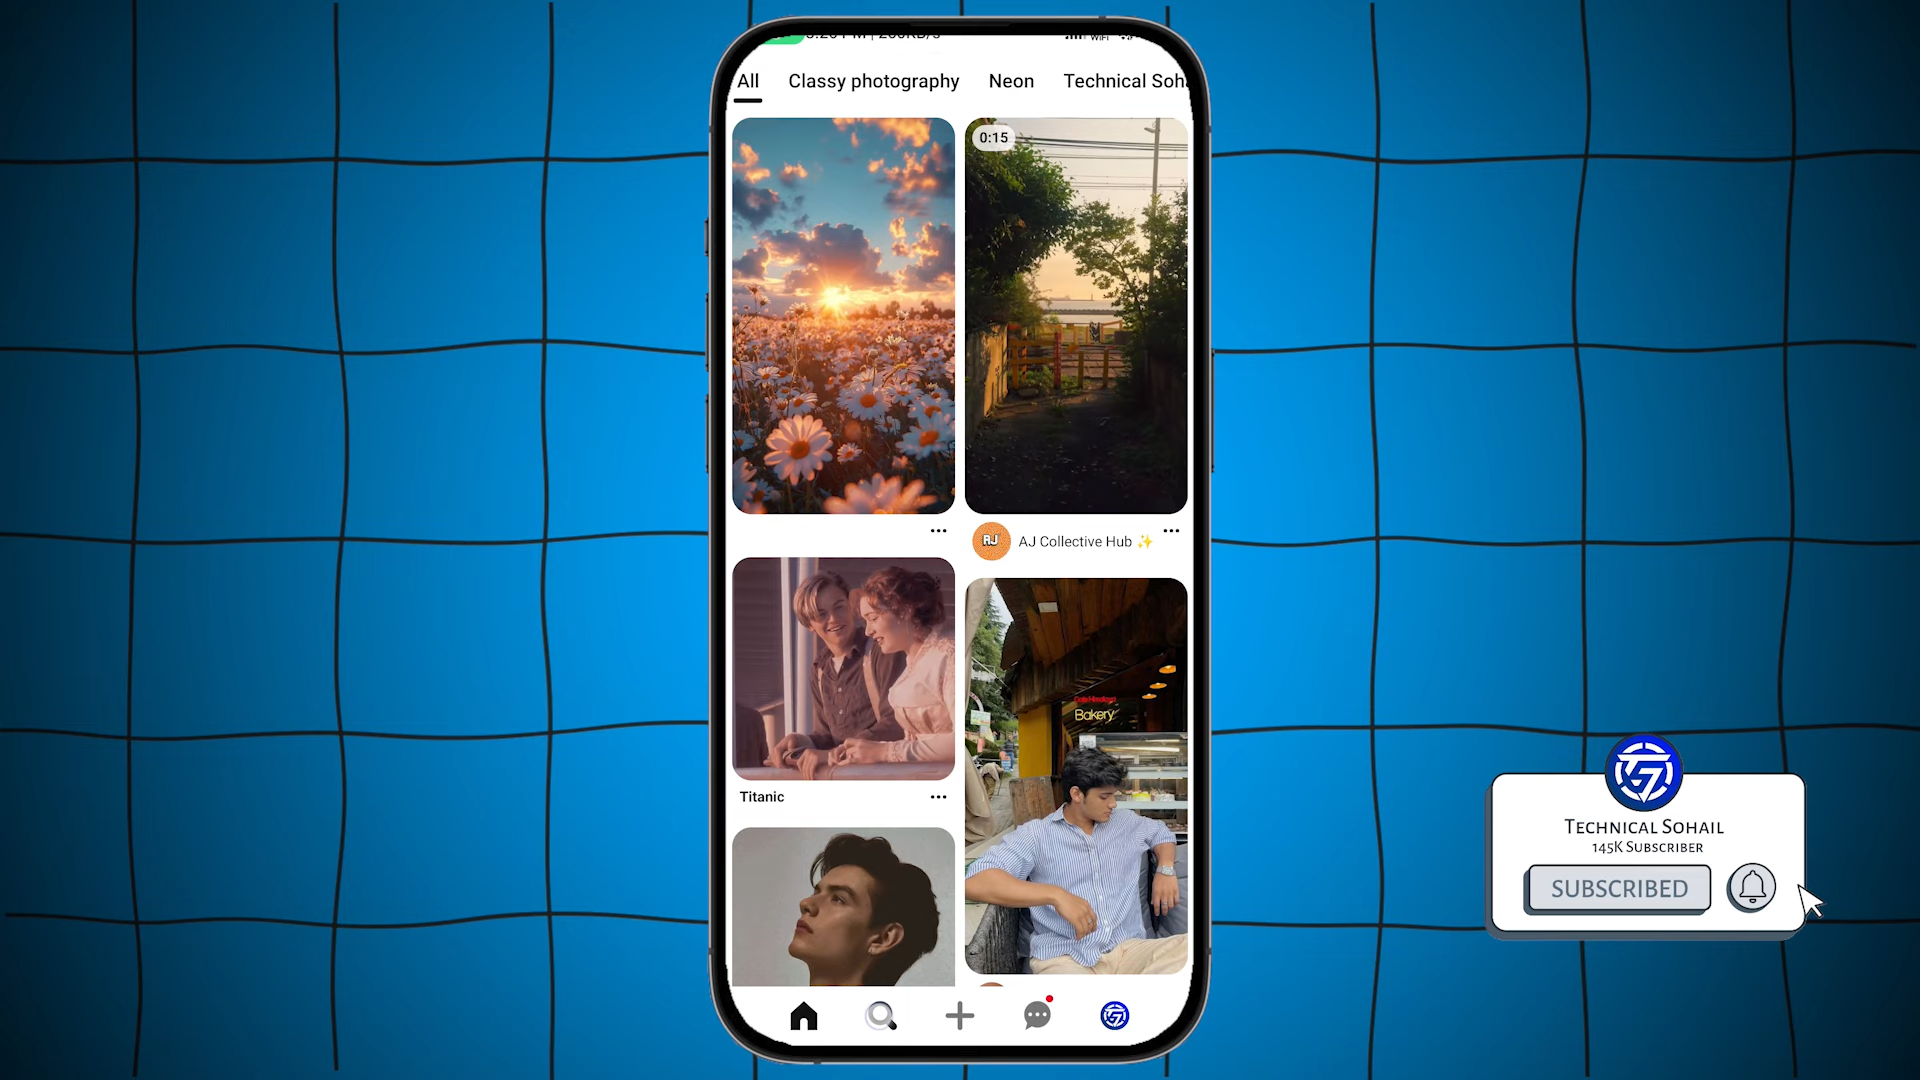 All Classy photography Neon Technical Soh
0:15
AJ Collective Hub ✨
Titanic
Bakery
TECHNICAL SOHAIL
145K SUBSCRIBER
SUBSCRIBED